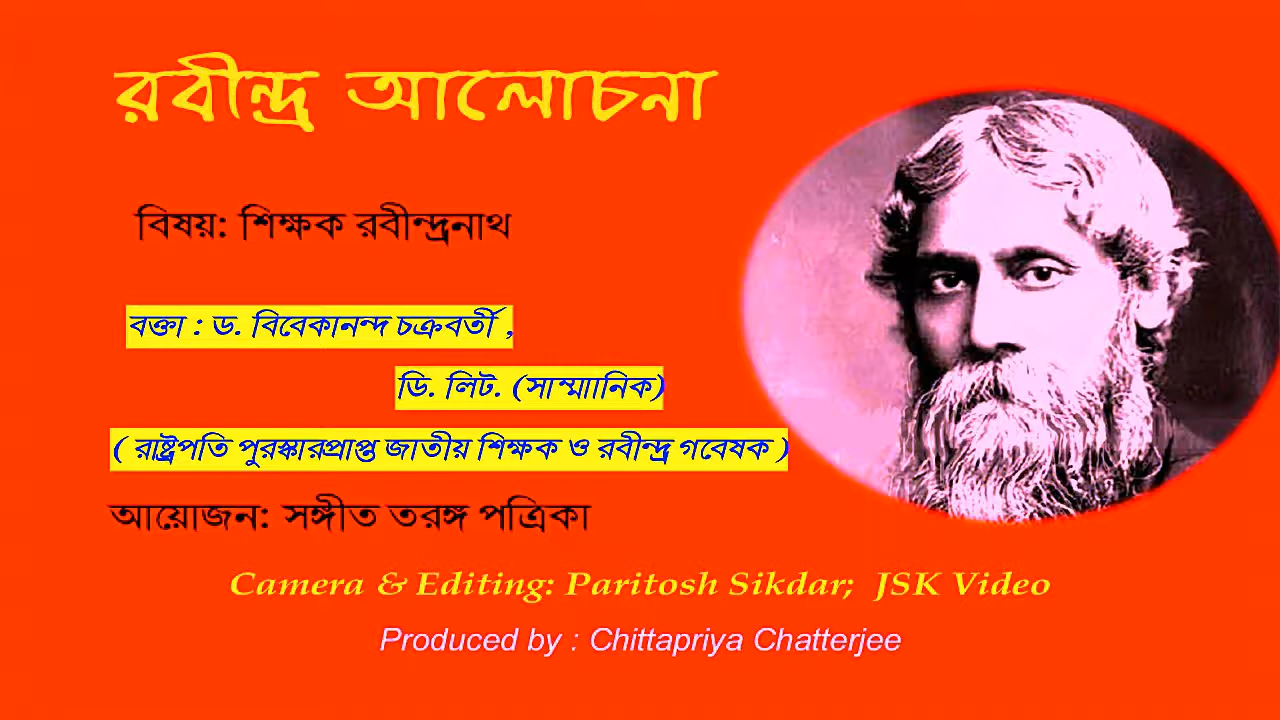 রবীন্দ্র আলোচনা
বিষয়: শিক্ষক রবীন্দ্রনাথ
বক্তা : ড. বিবেকানন্দ চক্রবর্তী ,
ডি. লিট. (সাম্মাানিক)
( রাষ্ট্রপতি পুরস্কারপ্রাপ্ত জাতীয় শিক্ষক ও রবীন্দ্র গবেষক )
আয়োজন: সঙ্গীত তরঙ্গ পত্রিকা
Camera & Editing: Paritosh Sikdar; JSK Video
Produced by : Chittapriya Chatterjee